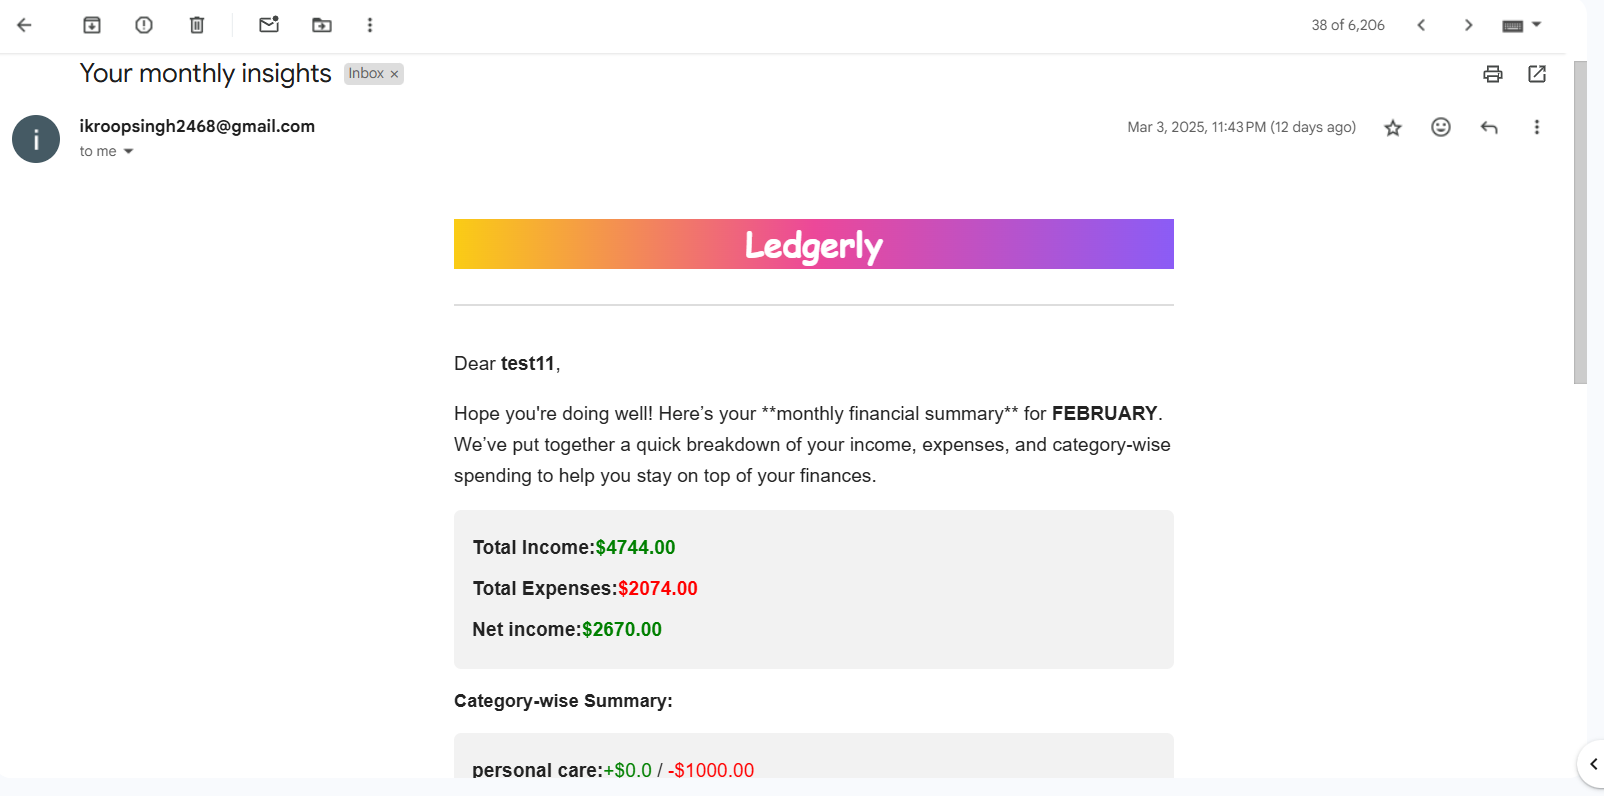 38 of 6,206
Your monthly insights Inbox ×
i
ikroopsingh2468@gmail.com
Mar 3, 2025, 11:43 PM (12 days ago)
to me
Ledgerly
Dear test11,
Hope you're doing well! Here’s your **monthly financial summary** for FEBRUARY.
We’ve put together a quick breakdown of your income, expenses, and category-wise
spending to help you stay on top of your finances.
Total Income:$4744.00
Total Expenses:$2074.00
Net income:$2670.00
Category-wise Summary:
personal care:+$0.0 / -$1000.00